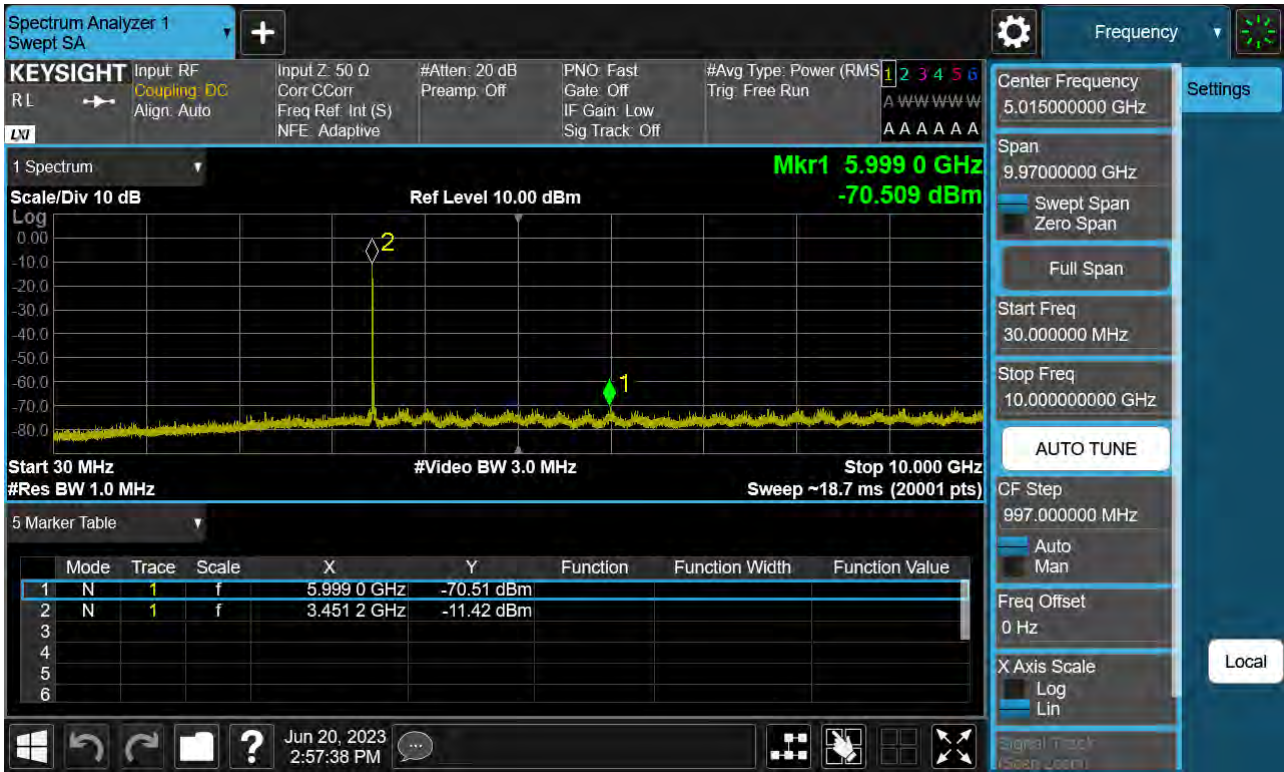 Spectrum Analyzer 1
Swept SA
+
Frequency
KEYSIGHT
RL
LXI
Input: RF
Coupling: DC
Align: Auto
Input Z: 50 Ω
Corr CCorr
Freq Ref: Int (S)
NFE: Adaptive
#Atten: 20 dB
Preamp: Off
PNO: Fast
Gate: Off
IF Gain: Low
Sig Track: Off
#Avg Type: Power (RMS
Trig: Free Run
1 2 3 4 5 6
A W W W W W
A A A A A A
1 Spectrum
Mkr1 5.999 0 GHz
Scale/Div 10 dB
Ref Level 10.00 dBm
-70.509 dBm
Log
0.00
-10.0
-20.0
-30.0
-40.0
-50.0
-60.0
-70.0
-80.0
2
1
Start 30 MHz
#Video BW 3.0 MHz
Stop 10.000 GHz
#Res BW 1.0 MHz
Sweep ~18.7 ms (20001 pts)
5 Marker Table
Mode Trace Scale X Y Function Function Width Function Value
1 N 1 f 5.999 0 GHz -70.51 dBm
2 N 1 f 3.451 2 GHz -11.42 dBm
3
4
5
6
Center Frequency
5.015000000 GHz
Settings
Span
9.97000000 GHz
Swept Span
Zero Span
Full Span
Start Freq
30.000000 MHz
Stop Freq
10.000000000 GHz
AUTO TUNE
CF Step
997.000000 MHz
Auto
Man
Freq Offset
0 Hz
X Axis Scale
Log
Lin
Local
Signal Track
(Span Zoom)
?
Jun 20, 2023
2:57:38 PM